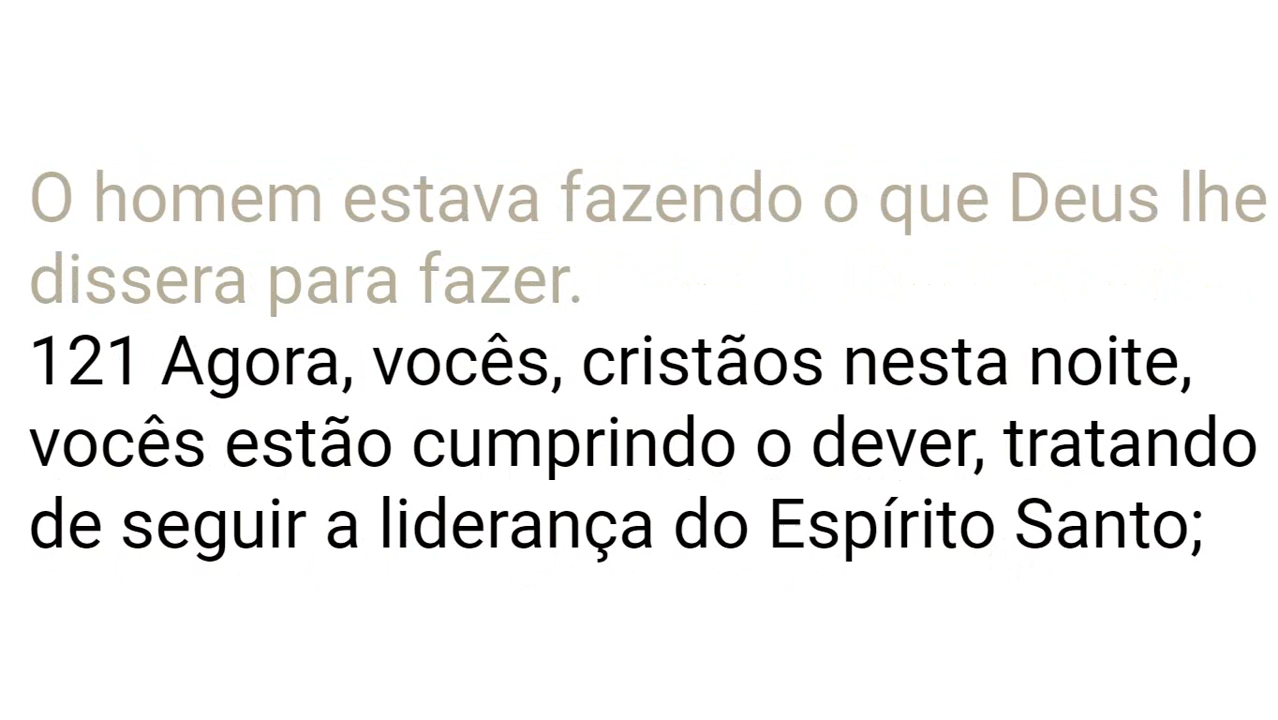 O homem estava fazendo o que Deus lhe
dissera para fazer.
121 Agora, vocês, cristãos nesta noite,
vocês estão cumprindo o dever, tratando
de seguir a liderança do Espírito Santo;